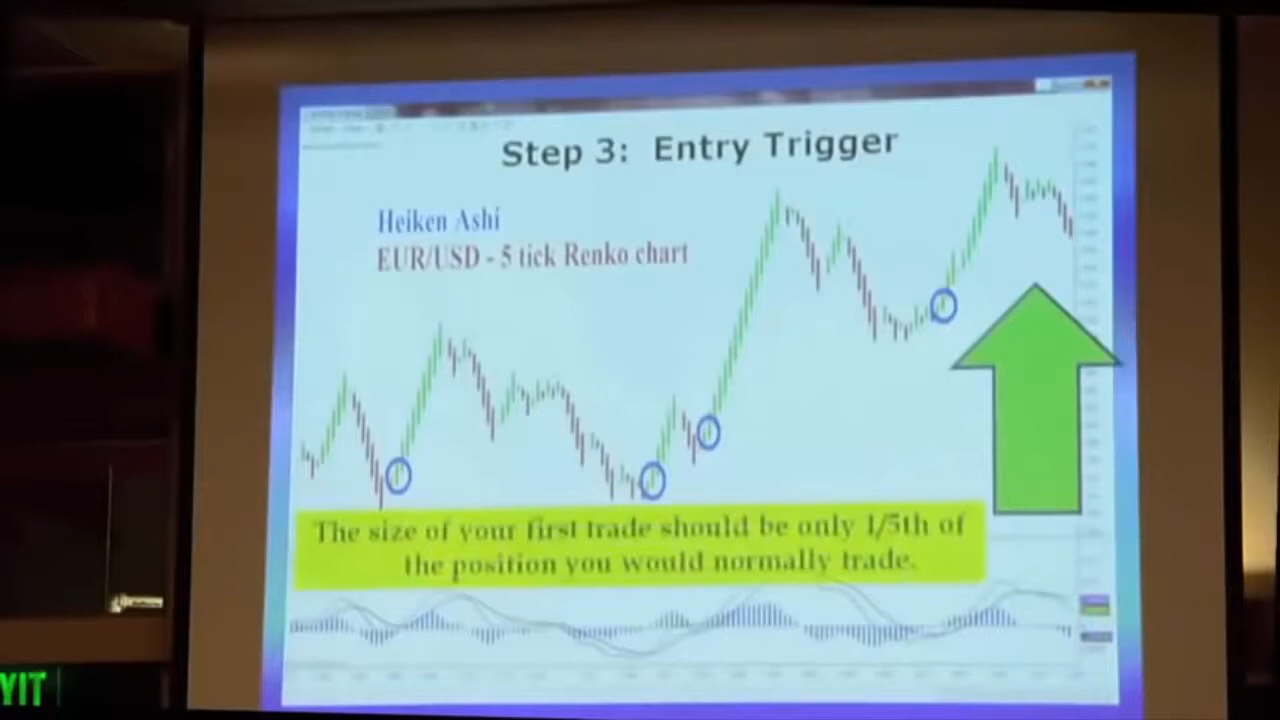 Step 3: Entry Trigger
Heiken Ashi
EUR/USD - 5 tick Renko chart
The size of your first trade should be only 1/5th of
the position you would normally trade.
XIT